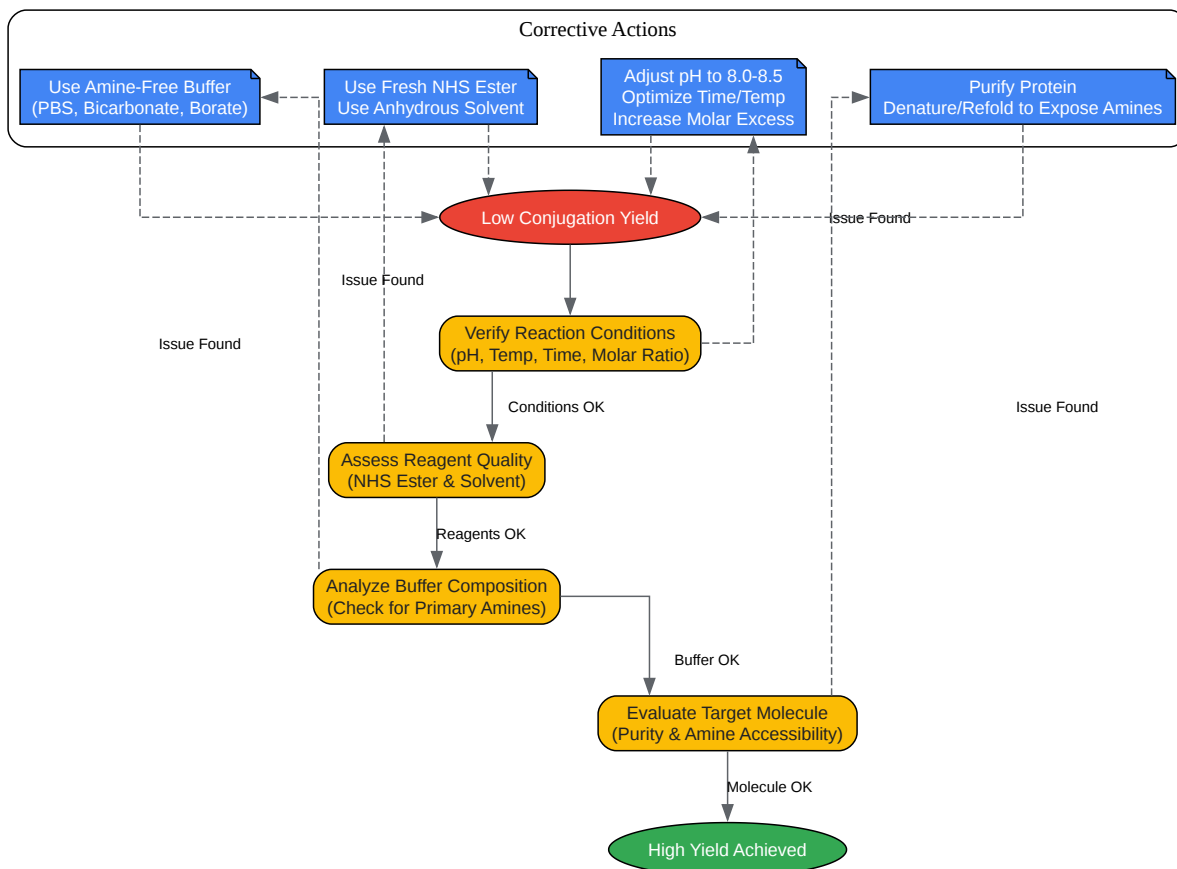 Corrective Actions
Use Amine-Free Buffer
(PBS, Bicarbonate, Borate)
Use Fresh NHS Ester
Use Anhydrous Solvent
Adjust pH to 8.0-8.5
Optimize Time/Temp
Increase Molar Excess
Purify Protein
Denature/Refold to Expose Amines
Low Conjugation Yield
Issue Found
Issue Found
Verify Reaction Conditions
(pH, Temp, Time, Molar Ratio)
Issue Found
Conditions OK
Issue Found
Assess Reagent Quality
(NHS Ester & Solvent)
Reagents OK
Analyze Buffer Composition
(Check for Primary Amines)
Buffer OK
Evaluate Target Molecule
(Purity & Amine Accessibility)
Molecule OK
High Yield Achieved